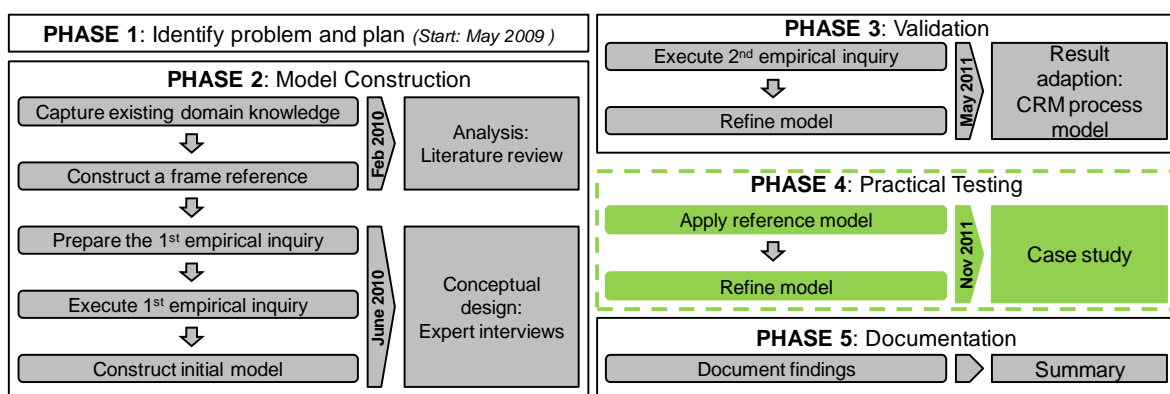 PHASE 1: Identify problem and plan (Start: May 2009 )
PHASE 2: Model Construction
Capture existing domain knowledge
Construct a frame reference
Feb 2010
Analysis:
Literature review
Prepare the 1st empirical inquiry
Execute 1st empirical inquiry
Construct initial model
June 2010
Conceptual
design:
Expert interviews
PHASE 3: Validation
Execute 2nd empirical inquiry
Refine model
May 2011
Result
adaption:
CRM process
model
PHASE 4: Practical Testing
Apply reference model
Refine model
Nov 2011
Case study
PHASE 5: Documentation
Document findings
Summary